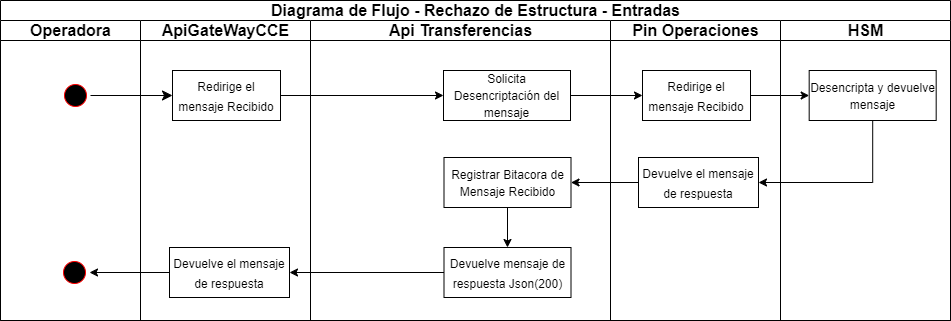 Diagrama de Flujo - Rechazo de Estructura - Entradas
Operadora
ApiGateWayCCE
Api Transferencias
Pin Operaciones
HSM
Redirige el
mensaje Recibido
Solicita
Desencriptación del
mensaje
Redirige el
mensaje Recibido
Desencripta y devuelve
mensaje
Registrar Bitacora de
Mensaje Recibido
Devuelve el mensaje
de respuesta
Devuelve el mensaje
de respuesta
Devuelve mensaje de
respuesta Json(200)